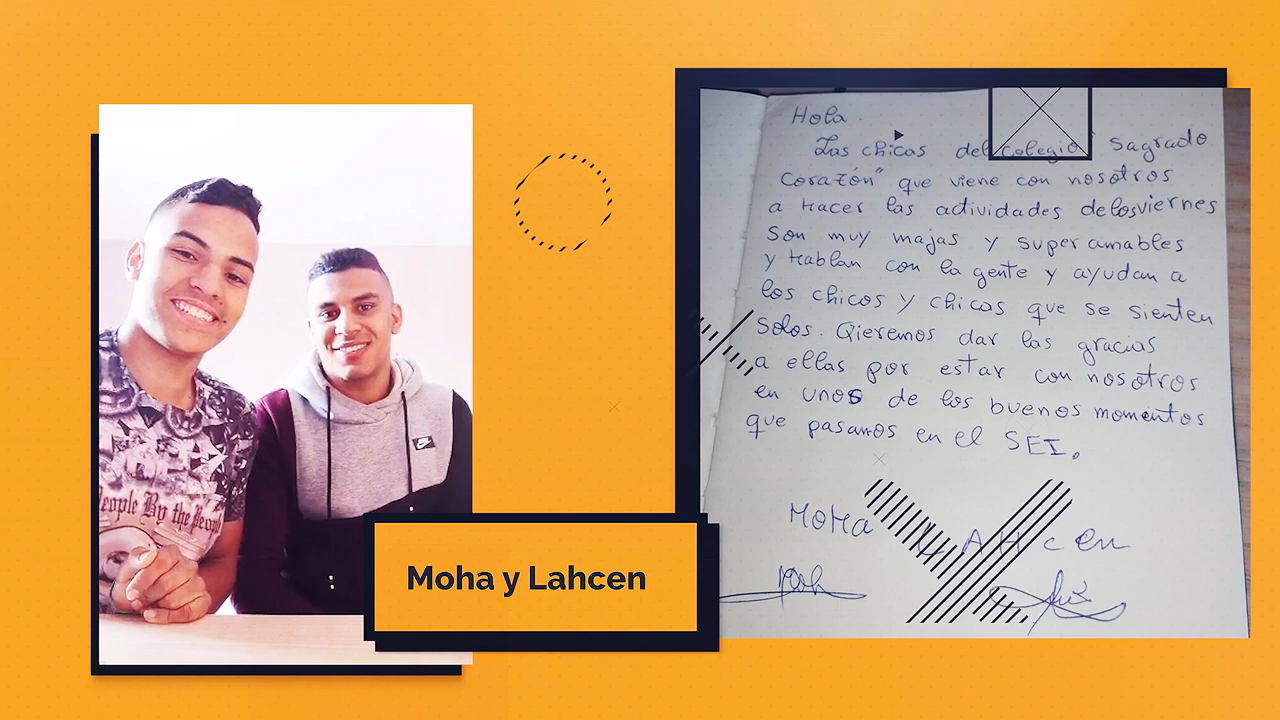 People By the People
Moha y Lahcen
Hola.
Las chicas del colegio "Sagrado
Corazón" que viene con nosotros
a Hacer las actividades delosviernes
Son muy majas y super amables
y Hablan con la gente y ayudan a
los chicos y chicas que se sienten
solos. Qieremos dar las gracias
a ellas por estar con nosotros
en unos de los buenos momentos
que pasamos en el SEI.
MOHA LAHcen